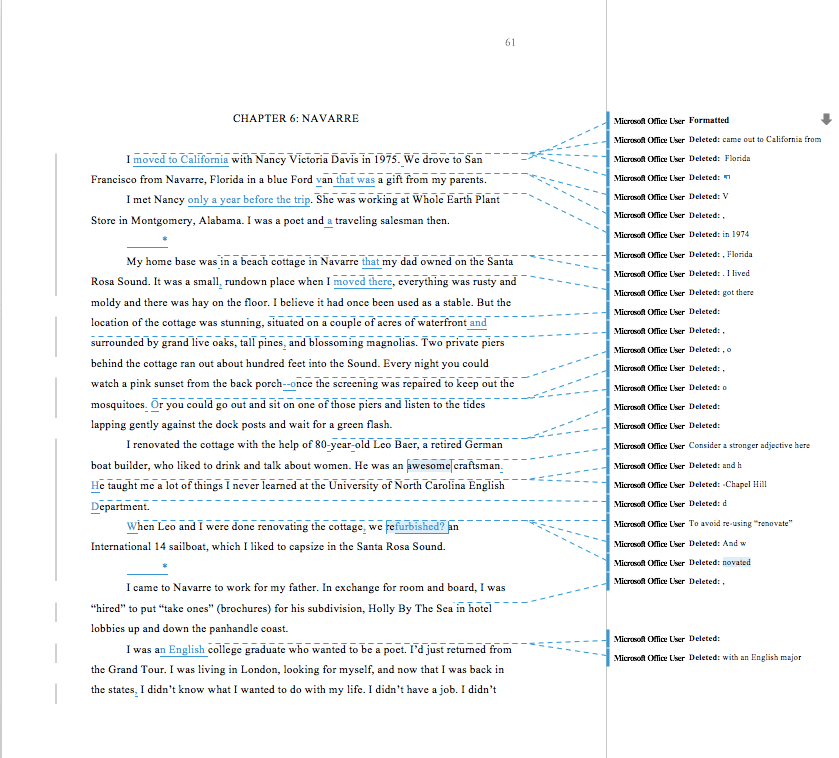 61
CHAPTER 6: NAVARRE
I moved to California with Nancy Victoria Davis in 1975. We drove to San
Francisco from Navarre, Florida in a blue Ford van that was a gift from my parents.
I met Nancy only a year before the trip. She was working at Whole Earth Plant
Store in Montgomery, Alabama. I was a poet and a traveling salesman then.
*
My home base was in a beach cottage in Navarre that my dad owned on the Santa
Rosa Sound. It was a small, rundown place when I moved there, everything was rusty and
moldy and there was hay on the floor. I believe it had once been used as a stable. But the
location of the cottage was stunning, situated on a couple of acres of waterfront and
surrounded by grand live oaks, tall pines, and blossoming magnolias. Two private piers
behind the cottage ran out about hundred feet into the Sound. Every night you could
watch a pink sunset from the back porch--once the screening was repaired to keep out the
mosquitoes. Or you could go out and sit on one of those piers and listen to the tides
lapping gently against the dock posts and wait for a green flash.
I renovated the cottage with the help of 80-year-old Leo Baer, a retired German
boat builder, who liked to drink and talk about women. He was an awesome craftsman.
He taught me a lot of things I never learned at the University of North Carolina English
Department.
When Leo and I were done renovating the cottage, we refurbished? an
International 14 sailboat, which I liked to capsize in the Santa Rosa Sound.
*
I came to Navarre to work for my father. In exchange for room and board, I was
“hired” to put “take ones” (brochures) for his subdivision, Holly By The Sea in hotel
lobbies up and down the panhandle coast.
I was an English college graduate who wanted to be a poet. I’d just returned from
the Grand Tour. I was living in London, looking for myself, and now that I was back in
the states, I didn’t know what I wanted to do with my life. I didn’t have a job. I didn’t
Microsoft Office User Formatted
Microsoft Office User Deleted: came out to California from
Microsoft Office User Deleted: Florida
Microsoft Office User Deleted: ¶
Microsoft Office User Deleted: V
Microsoft Office User Deleted: ,
Microsoft Office User Deleted: in 1974
Microsoft Office User Deleted: , Florida
Microsoft Office User Deleted: . I lived
Microsoft Office User Deleted: got there
Microsoft Office User Deleted:
Microsoft Office User Deleted: ,
Microsoft Office User Deleted: , o
Microsoft Office User Deleted: ,
Microsoft Office User Deleted: o
Microsoft Office User Deleted:
Microsoft Office User Deleted:
Microsoft Office User Consider a stronger adjective here
Microsoft Office User Deleted: and h
Microsoft Office User Deleted: -Chapel Hill
Microsoft Office User Deleted: d
Microsoft Office User To avoid re-using “renovate”
Microsoft Office User Deleted: And w
Microsoft Office User Deleted: novated
Microsoft Office User Deleted: ,
Microsoft Office User Deleted:
Microsoft Office User Deleted: with an English major